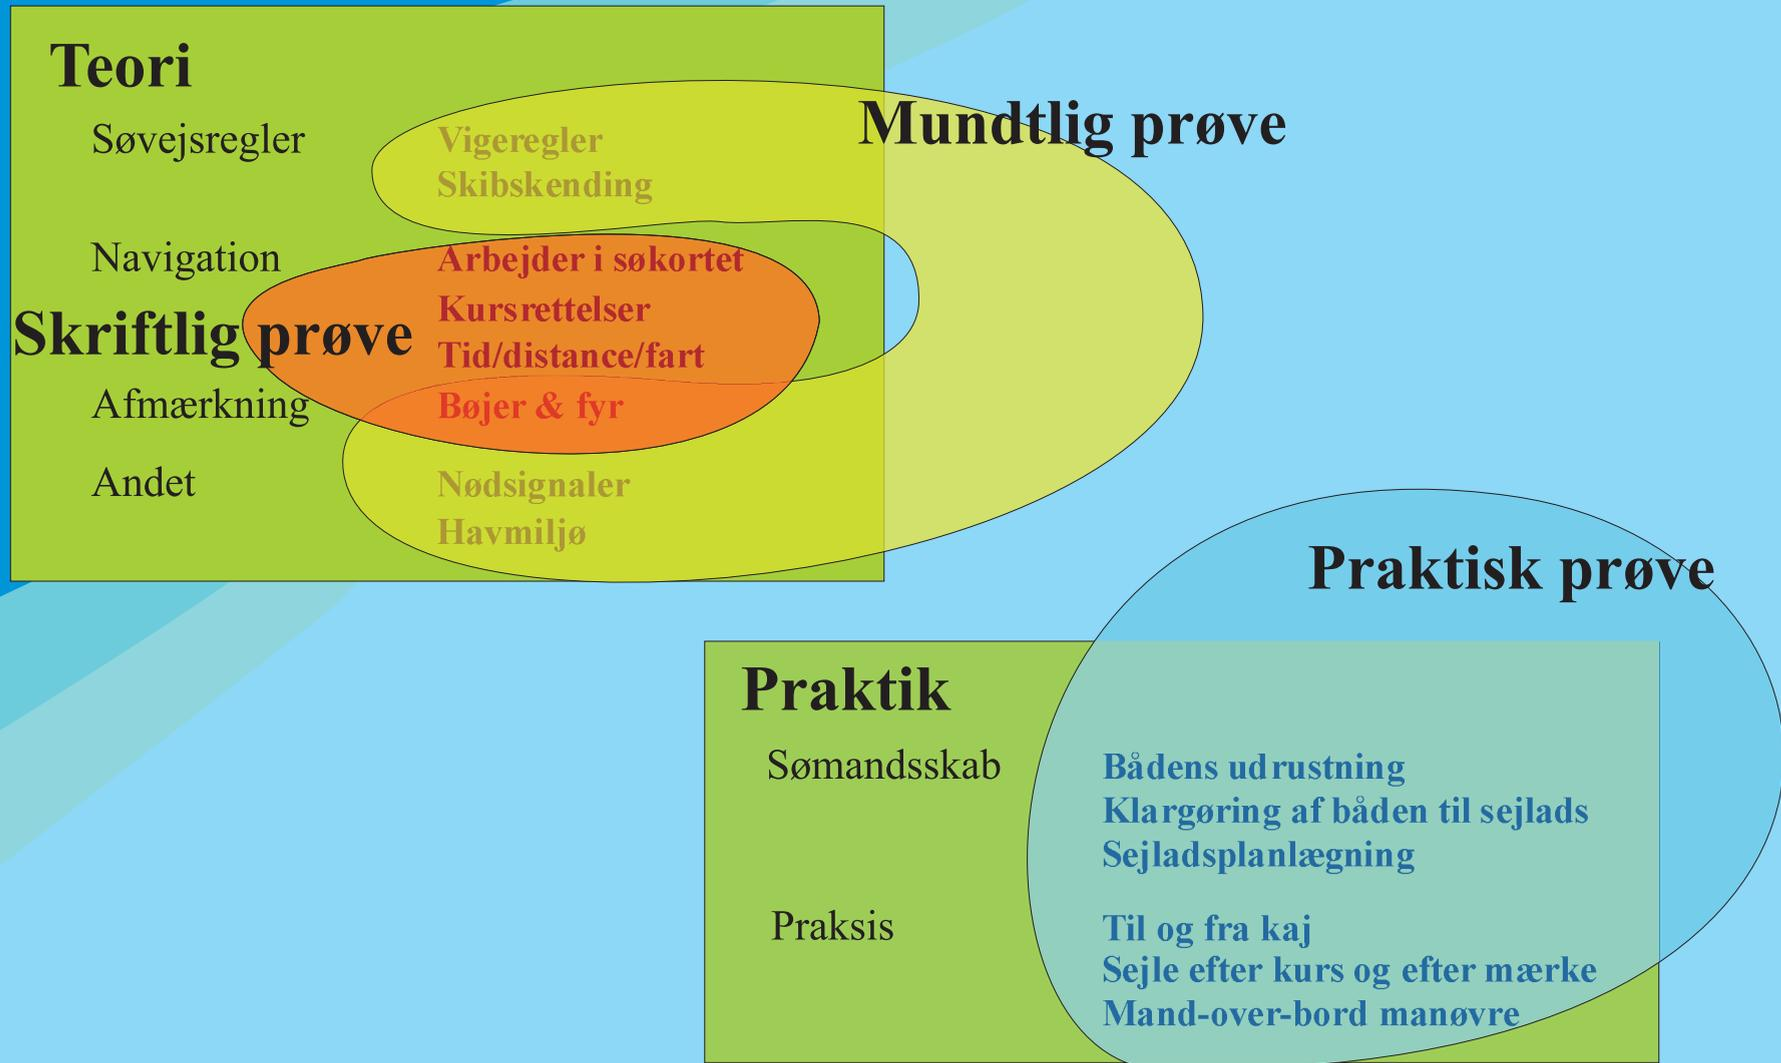 Teori
Mundtlig prøve
Søvejsregler
Vigeregler
Skibskending
Navigation
Arbejder i søkortet
Kursrettelser
Skriftlig prøve
Tid/distance/fart
Afmærkning
Bøjer & fyr
Andet
Nødsignaler
Havmiljø
Praktisk prøve
Praktik
Sømandsskab
Bådens udrustning
Klargøring af båden til sejlads
Sejladsplanlægning
Praksis
Til og fra kaj
Sejle efter kurs og efter mærke
Mand-over-bord manøvre